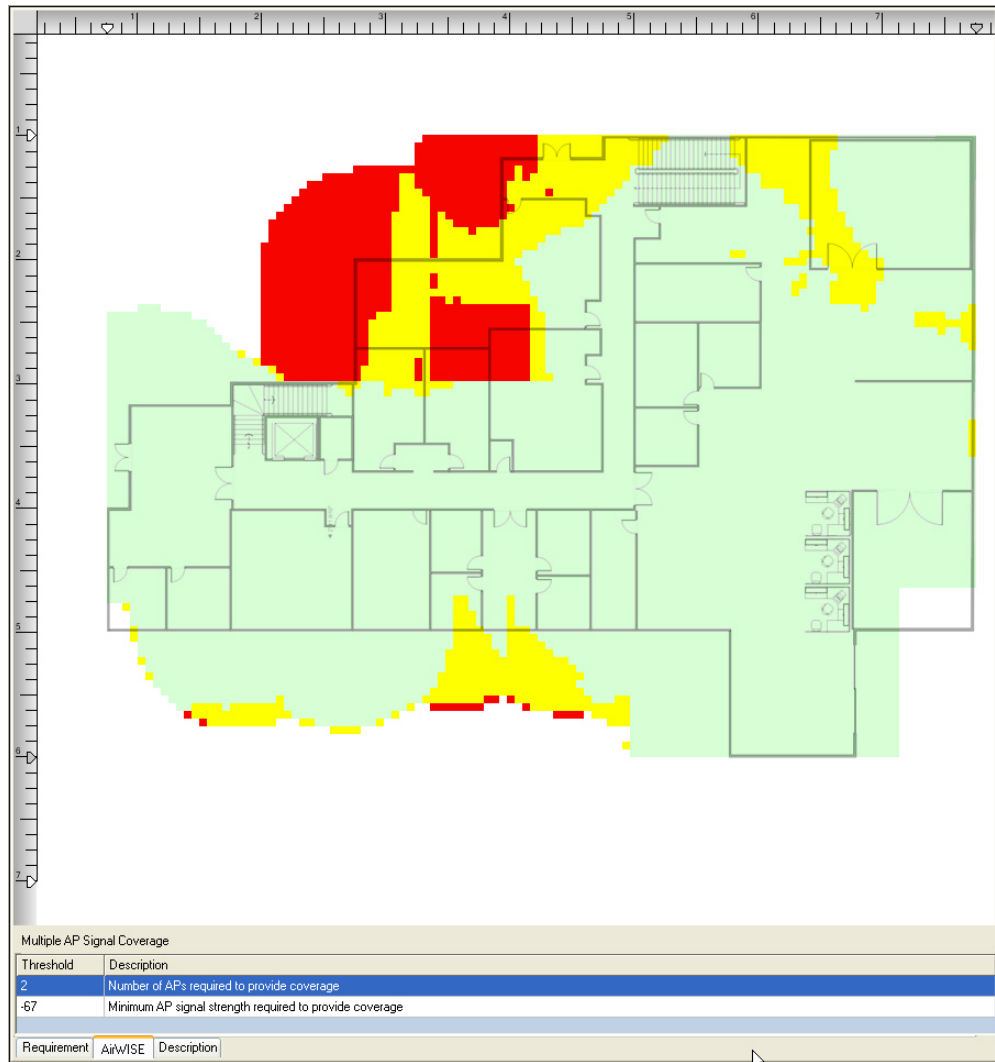 1 2 3 4 5 6 7
1
2
3
4
5
6
7
Multiple AP Signal Coverage
Threshold Description
2 Number of APs required to provide coverage
-67 Minimum AP signal strength required to provide coverage
Requirement AirWISE Description